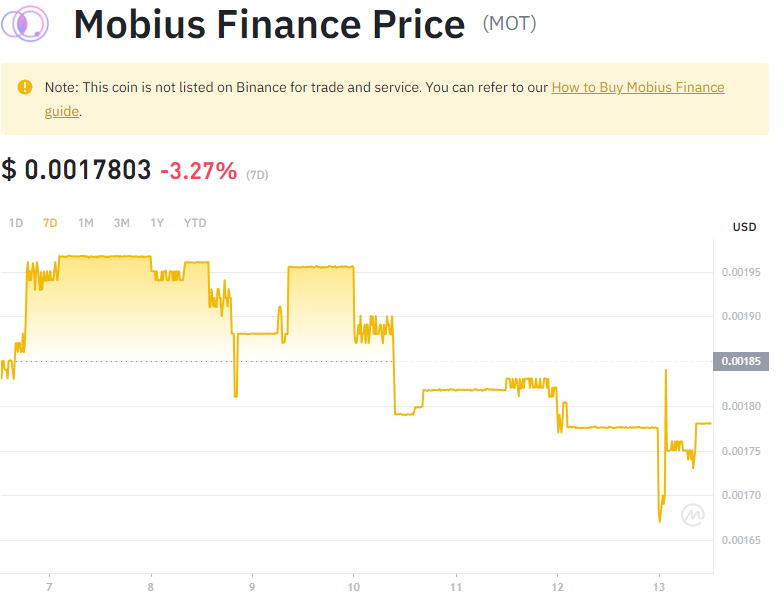 Mobius Finance Price (MOT)
Note: This coin is not listed on Binance for trade and service. You can refer to our How to Buy Mobius Finance
guide.
$ 0.0017803 -3.27% (7D)
1D 7D 1M 3M 1Y YTD
USD
0.00195
0.00190
0.00185
0.00180
0.00175
0.00170
0.00165
7 8 9 10 11 12 13